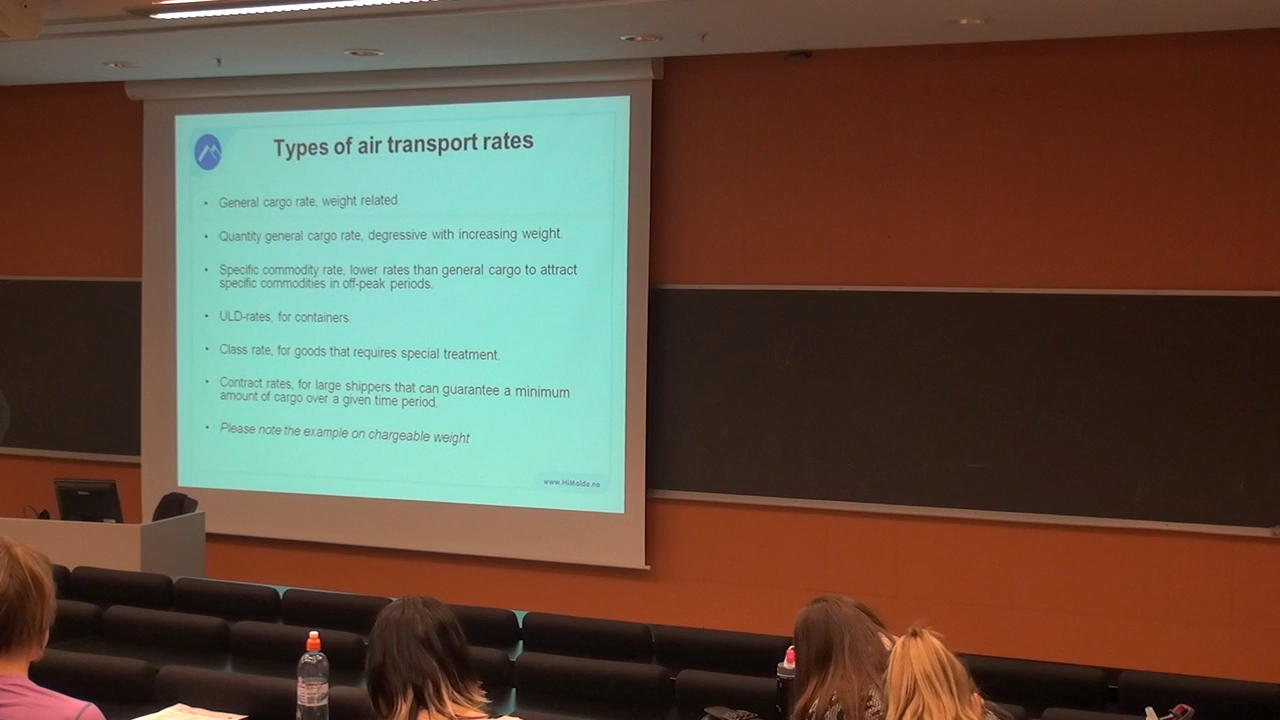 Types of air transport rates
• General cargo rate, weight related.
• Quantity general cargo rate, degressive with increasing weight.
• Specific commodity rate, lower rates than general cargo to attract
specific commodities in off-peak periods.
• ULD-rates, for containers.
• Class rate, for goods that requires special treatment.
• Contract rates, for large shippers that can guarantee a minimum
amount of cargo over a given time period.
• Please note the example on chargeable weight
www.HiMolde.no